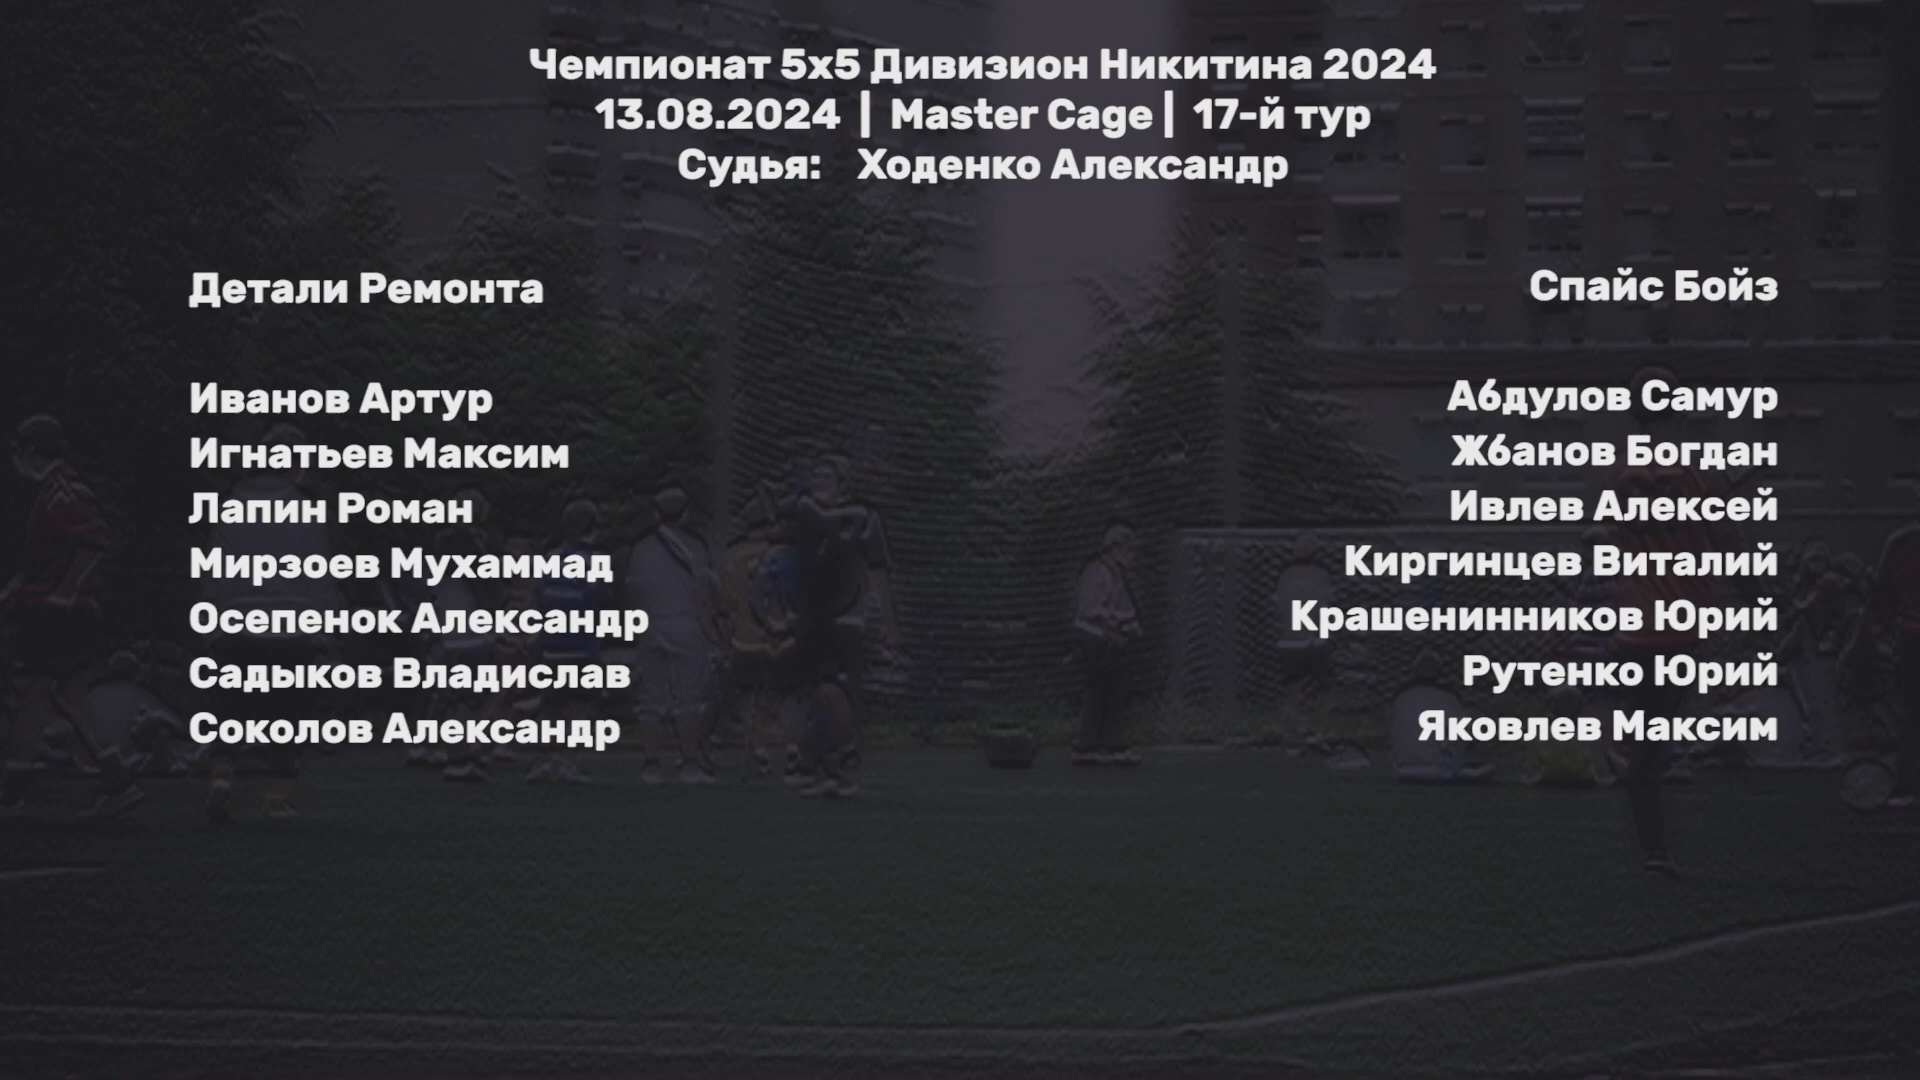 Чемпионат 5х5 Дивизион Никитина 2024
13.08.2024 | Master Cage | 17-й тур
Судья: Ходенко Александр
Детали Ремонта
Спайс Бойз
Иванов Артур
Игнатьев Максим
Лапин Роман
Мирзоев Мухаммад
Осепенок Александр
Садыков Владислав
Соколов Александр
Абдулов Самур
Жбанов Богдан
Ивлев Алексей
Киргинцев Виталий
Крашенинников Юрий
Рутенко Юрий
Яковлев Максим